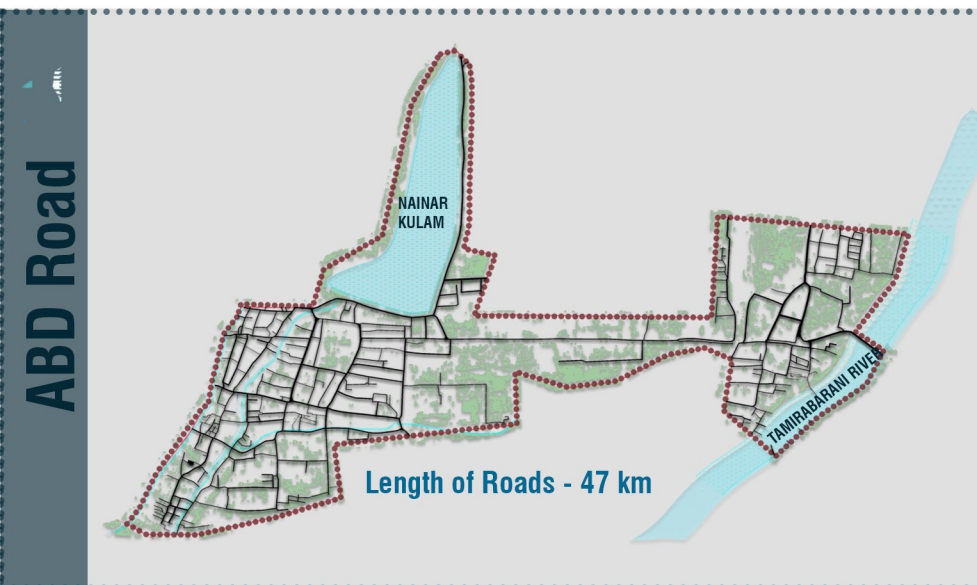 ABD Road
NAINAR
KULAM
TAMIRABARANI RIVER
Length of Roads - 47 km